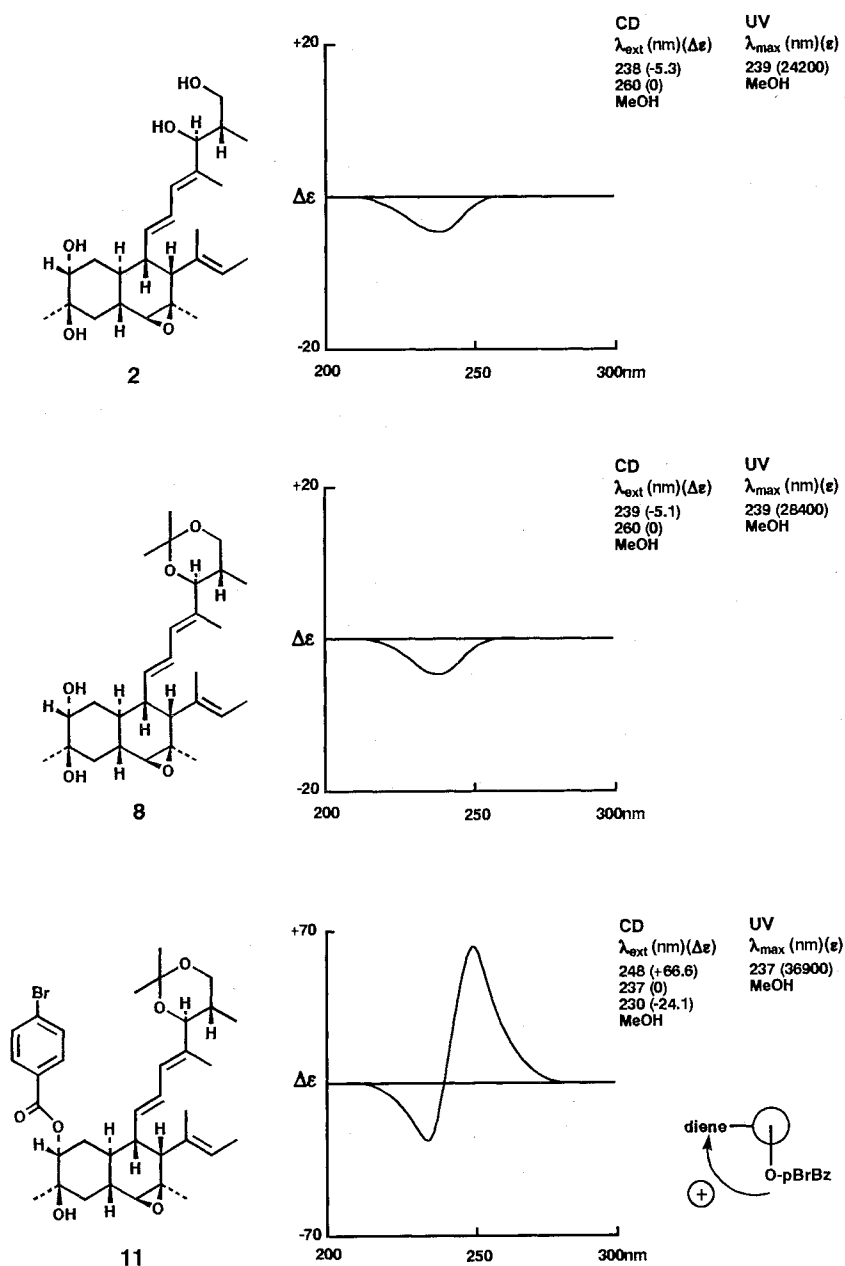 CD
λext (nm)(Δε)
238 (-5.3)
260 (0)
MeOH
UV
λmax (nm)(ε)
239 (24200)
MeOH
+20
Δε
-20
200
250
300nm
HO
H
HO
H
OH
H
H
H
H
H
OH
H
O
2
CD
λext (nm)(Δε)
239 (-5.1)
260 (0)
MeOH
UV
λmax (nm)(ε)
239 (28400)
MeOH
+20
Δε
-20
200
250
300nm
O
O
H
H
OH
H
H
H
H
H
OH
H
O
8
CD
λext (nm)(Δε)
248 (+66.6)
237 (0)
230 (-24.1)
MeOH
UV
λmax (nm)(ε)
237 (36900)
MeOH
+70
Δε
-70
200
250
300nm
Br
O
O
O
H
H
O
H
H
H
H
OH
H
O
11
diene
O-pBrBz
+